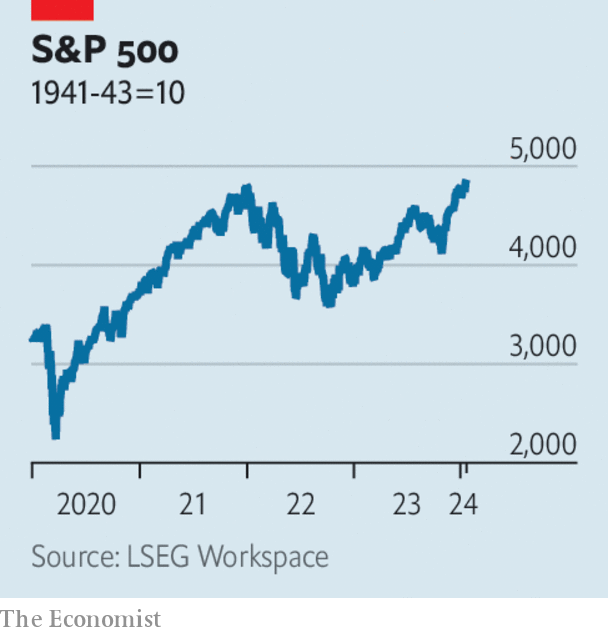 S&P 500
1941-43=10
5,000
4,000
3,000
2,000
2020 21 22 23 24
Source: LSEG Workspace
The Economist